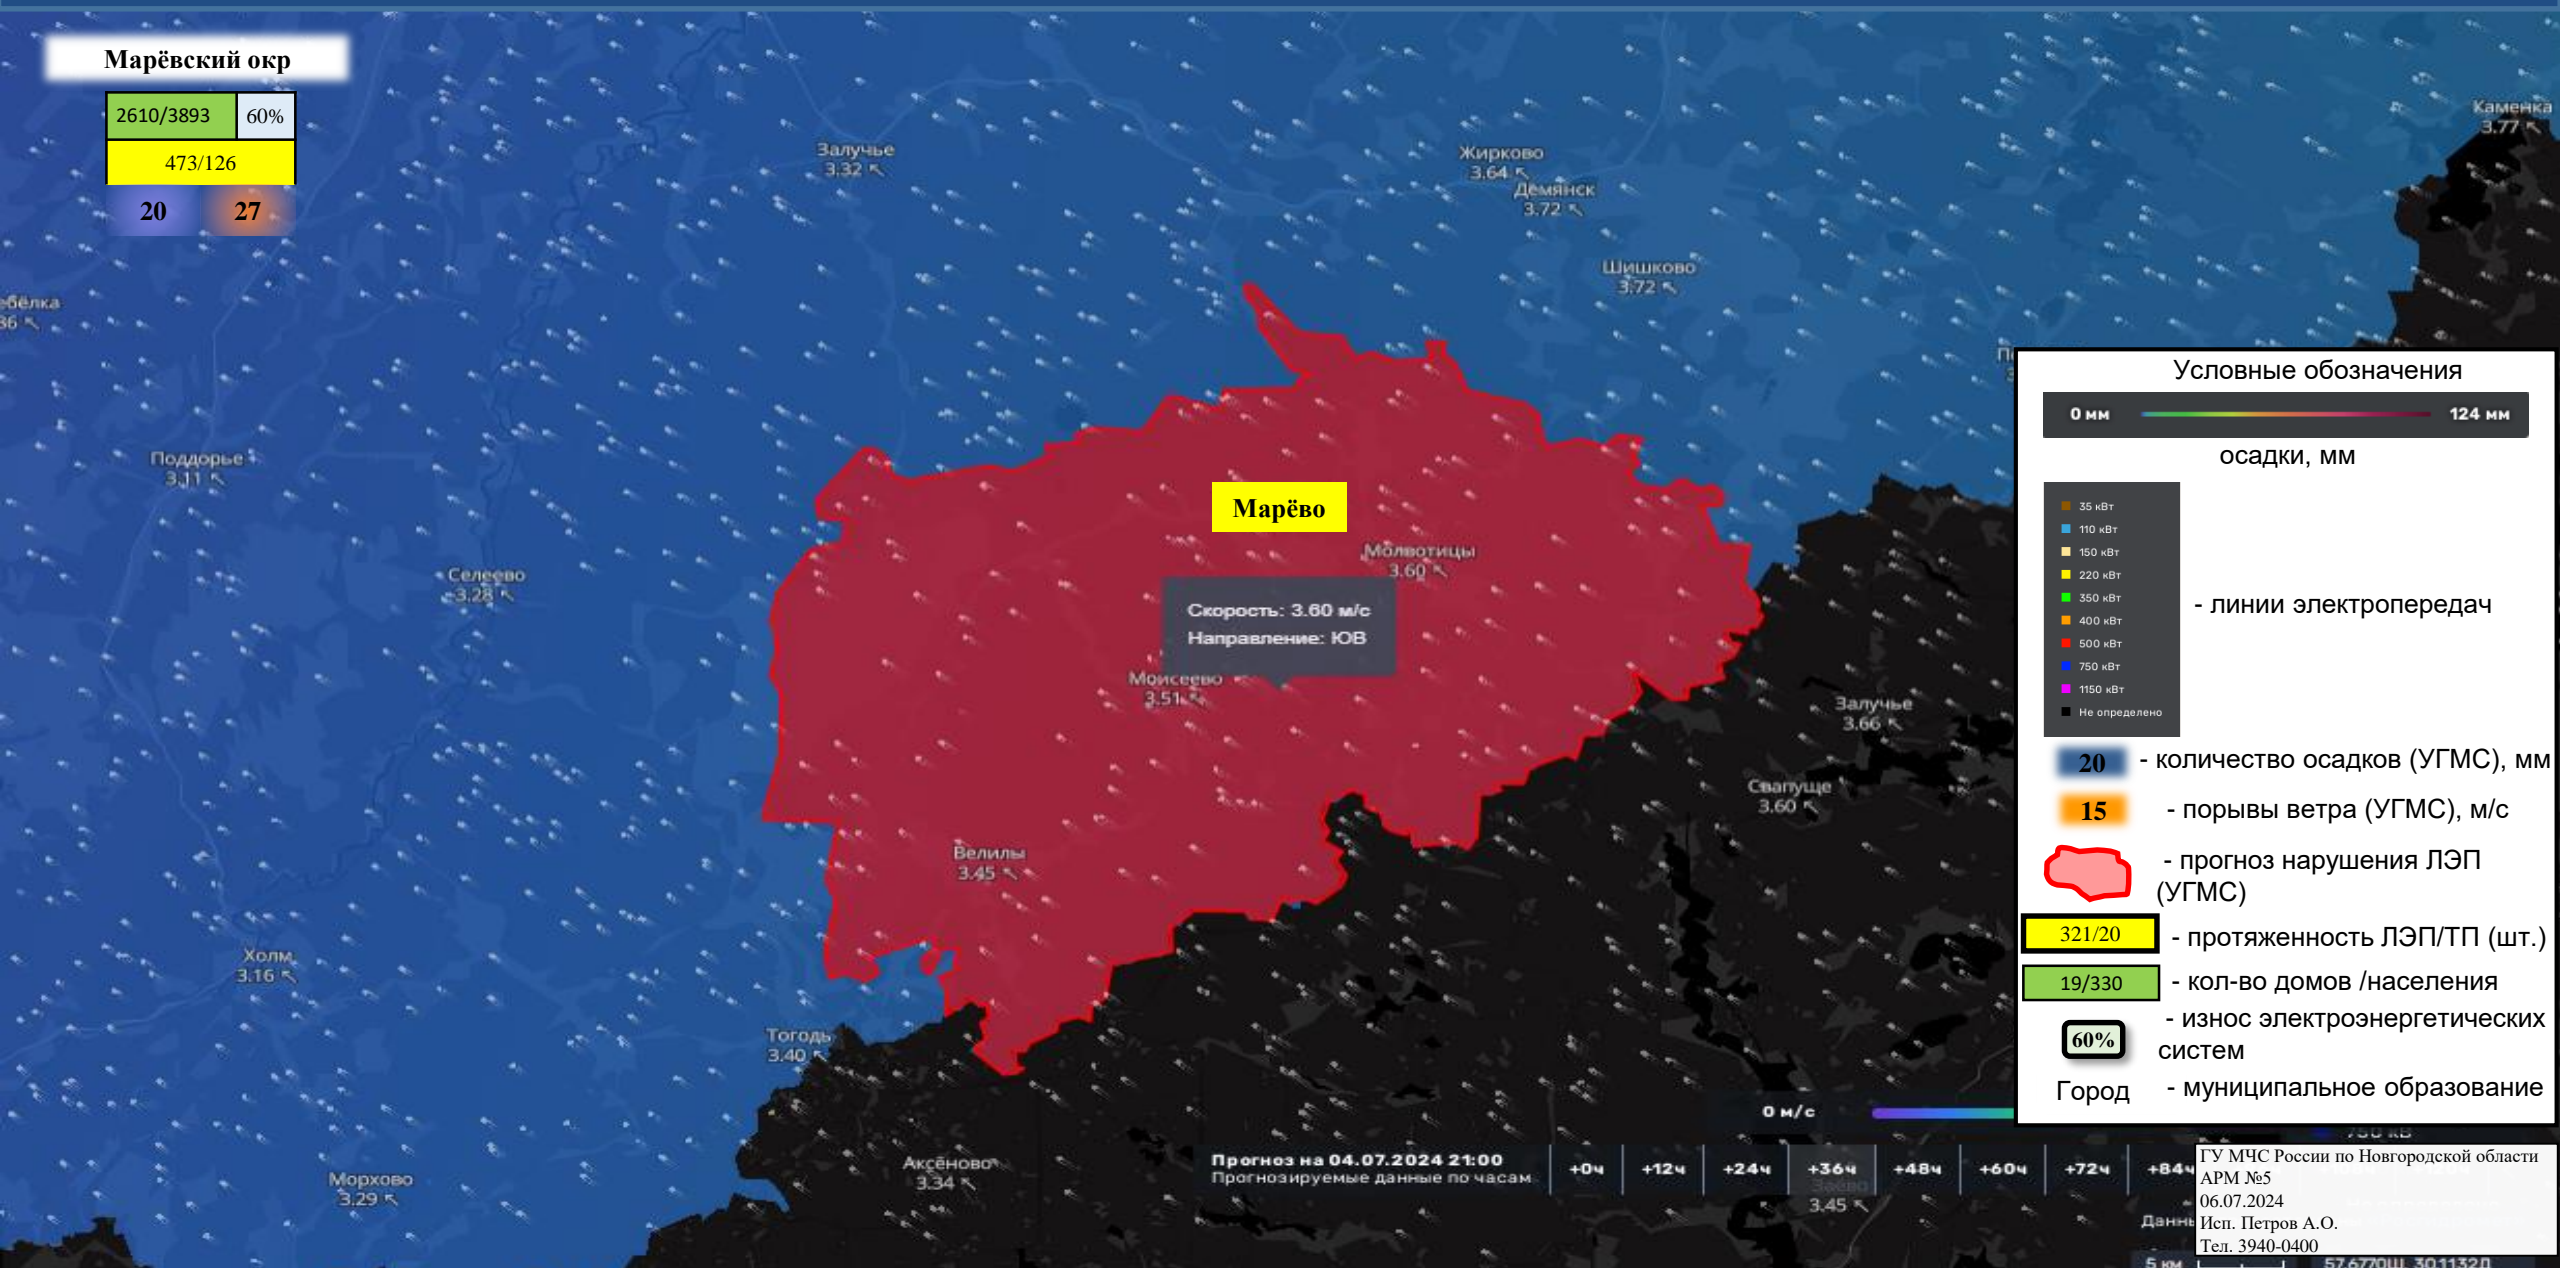 Марёвский окр
2610/3893 60%
473/126
20 27
Залучье
3.32
Жирково
3.64
Демянск
3.72
Шишково
3.72
Каменка
3.77
Поддорье
3.11
Селеево
3.28
Марёво
Молвотицы
3.60
Скорость: 3.60 м/с
Направление: ЮВ
Моисеево
3.51
Залучье
3.66
Свапуще
3.60
Велилы
3.45
Холм
3.16
Тогодь
3.40
Аксёново
3.34
Морхово
3.29
3.45
0 м/с
Прогноз на 04.07.2024 21:00
Прогнозируемые данные по часам
+0ч +12ч +24ч +36ч +48ч +60ч +72ч +84ч
Условные обозначения
0 мм 124 мм
осадки, мм
35 кВт
110 кВт
150 кВт
220 кВт
350 кВт
400 кВт
500 кВт
750 кВт
1150 кВт
Не определено
- линии электропередач
20 - количество осадков (УГМС), мм
15 - порывы ветра (УГМС), м/с
- прогноз нарушения ЛЭП
(УГМС)
321/20 - протяженность ЛЭП/ТП (шт.)
19/330 - кол-во домов /населения
60% - износ электроэнергетических
систем
Город - муниципальное образование
ГУ МЧС России по Новгородской области
АРМ №5
06.07.2024
Исп. Петров А.О.
Тел. 3940-0400
5 км